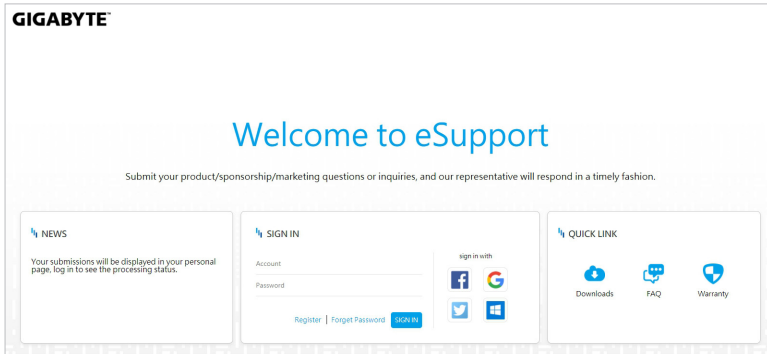 GIGABYTE™
Welcome to eSupport
Submit your product/sponsorship/marketing questions or inquiries, and our representative will respond in a timely fashion.
NEWS
Your submissions will be displayed in your personal
page, log in to see the processing status.
SIGN IN
Account
Password
Register | Forget Password SIGN IN
sign in with
QUICK LINK
Downloads FAQ Warranty